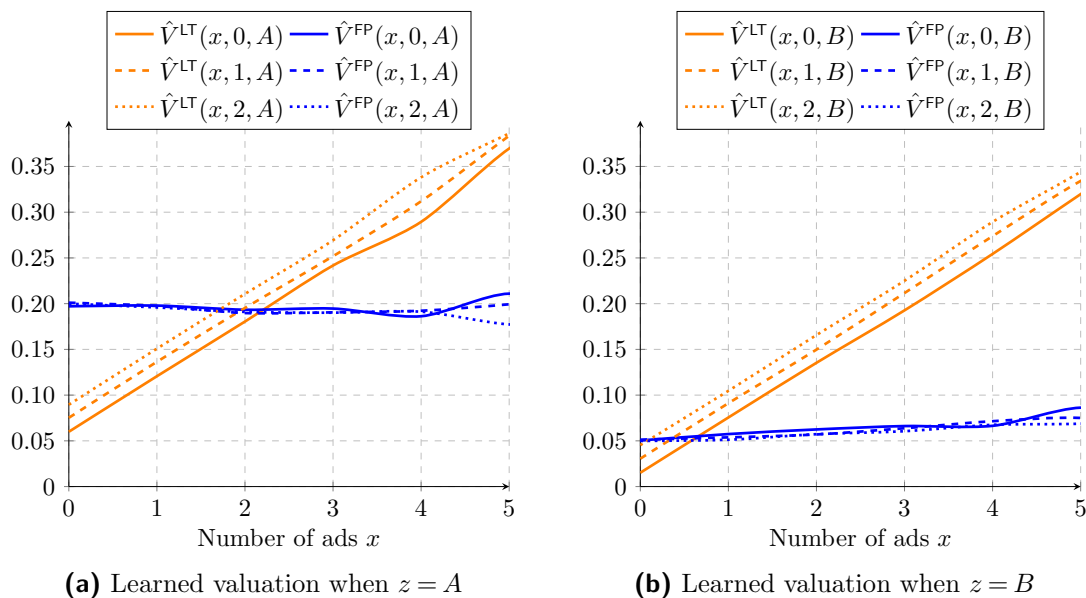 V̂^LT(x, 0, A) V̂^FP(x, 0, A)
V̂^LT(x, 1, A) V̂^FP(x, 1, A)
V̂^LT(x, 2, A) V̂^FP(x, 2, A)
0.35
0.30
0.25
0.20
0.15
0.10
0.05
0
0 1 2 3 4 5
Number of ads x
(a) Learned valuation when z = A
V̂^LT(x, 0, B) V̂^FP(x, 0, B)
V̂^LT(x, 1, B) V̂^FP(x, 1, B)
V̂^LT(x, 2, B) V̂^FP(x, 2, B)
0.35
0.30
0.25
0.20
0.15
0.10
0.05
0
0 1 2 3 4 5
Number of ads x
(b) Learned valuation when z = B